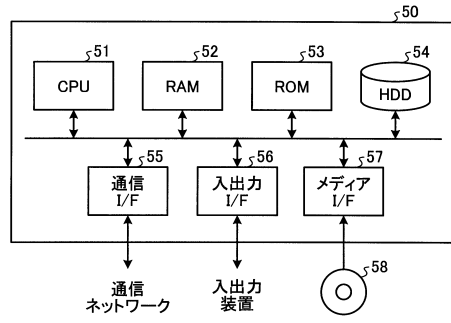 50
51
52
53
54
CPU
RAM
ROM
HDD
55
56
57
通信
I/F
入出力
I/F
メディア
I/F
通信
ネットワーク
入出力
装置
58